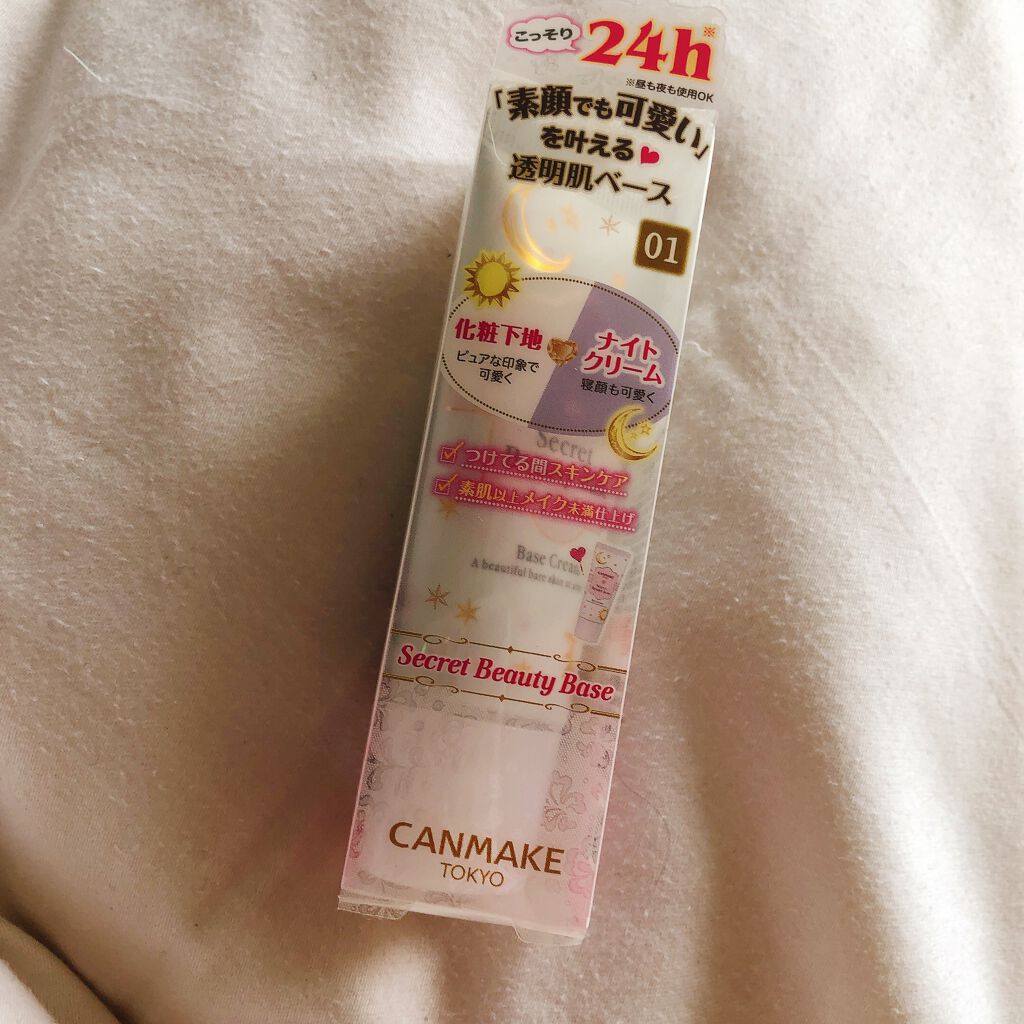 こっそり
24h※
※昼も夜も使用OK
「素顔でも可愛い」
を叶える
透明肌ベース
01
化粧下地
ピュアな印象で
可愛く
ナイト
クリーム
寝顔も可愛く
Secret
つけてる間スキンケア
素肌以上メイク未満仕上げ
Base Cream
A beautiful bare skin
Secret Beauty Base
CANMAKE
TOKYO